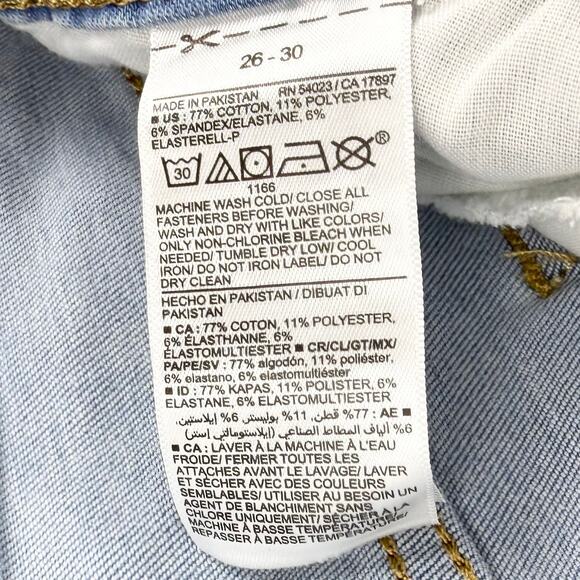 26 - 30
MADE IN PAKISTAN RN 54023 / CA 17897
■ US : 77% COTTON, 11% POLYESTER,
6% SPANDEX/ELASTANE, 6%
ELASTERELL-P
30
®
1166
MACHINE WASH COLD/ CLOSE ALL
FASTENERS BEFORE WASHING/
WASH AND DRY WITH LIKE COLORS/
ONLY NON-CHLORINE BLEACH WHEN
NEEDED/ TUMBLE DRY LOW/ COOL
IRON/ DO NOT IRON LABEL/ DO NOT
DRY CLEAN
HECHO EN PAKISTAN / DIBUAT DI
PAKISTAN
■ CA : 77% COTON, 11% POLYESTER,
6% ÉLASTHANNE, 6%
ÉLASTOMULTIESTER ■ CR/CL/GT/MX/
PA/PE/SV : 77% algodón, 11% poliéster,
6% elastano, 6% elastomultiester
■ ID : 77% KAPAS, 11% POLISTER, 6%
ELASTANE, 6% ELASTOMULTIESTER
■ AE : 77% قطن, 11% بوليستر, 6% إيلاستين,
6% ألياف المطاط الصناعي (إيلاستومالتي إستر)
■ CA : LAVER À LA MACHINE À L'EAU
FROIDE/ FERMER TOUTES LES
ATTACHES AVANT LE LAVAGE/ LAVER
ET SÉCHER AVEC DES COULEURS
SEMBLABLES/ UTILISER AU BESOIN UN
AGENT DE BLANCHIMENT SANS
CHLORE UNIQUEMENT/ SÉCHER À LA
MACHINE À BASSE TEMPÉRATURE/
REPASSER À BASSE TEMPÉRATURE/